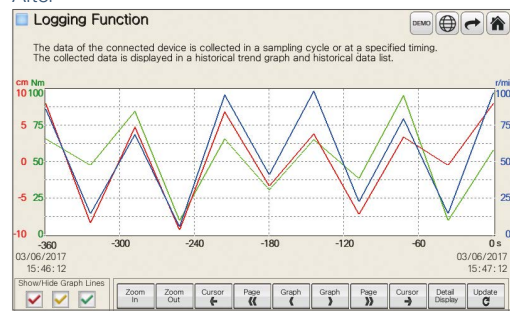 After
Logging Function
DEMO
The data of the connected device is collected in a sampling cycle or at a specified timing.
The collected data is displayed in a historical trend graph and historical data list.
cm Nm r/mi
10 100 100
5 75 75
0 50 50
-5 25 25
-10 0 0
-360 -300 -240 -180 -120 -60 0 s
03/06/2017 03/06/2017
15:46:12 15:47:12
Show/Hide Graph Lines
Zoom In
Zoom Out
Cursor
Page
Graph
Graph
Page
Cursor
Detail Display
Update